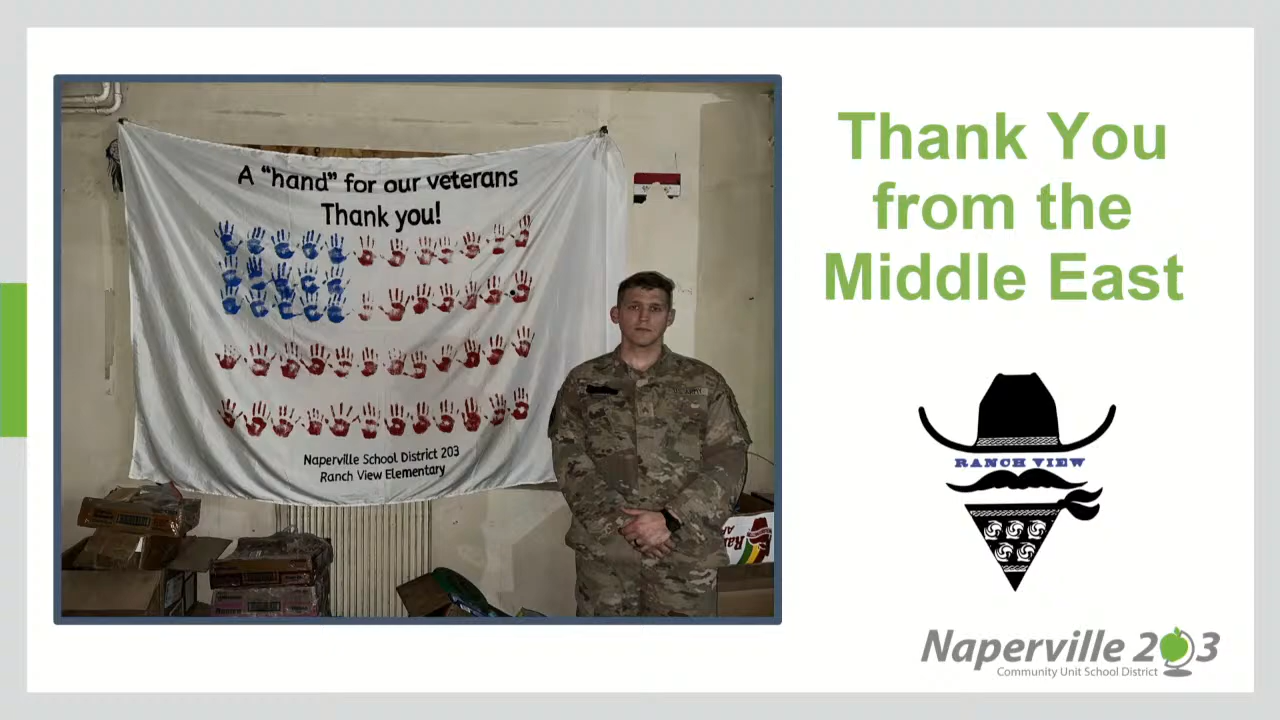 A "hand" for our veterans
Thank you!
Naperville School District 203
Ranch View Elementary
Thank You
from the
Middle East
RANCH VIEW
Naperville 203
Community Unit School District